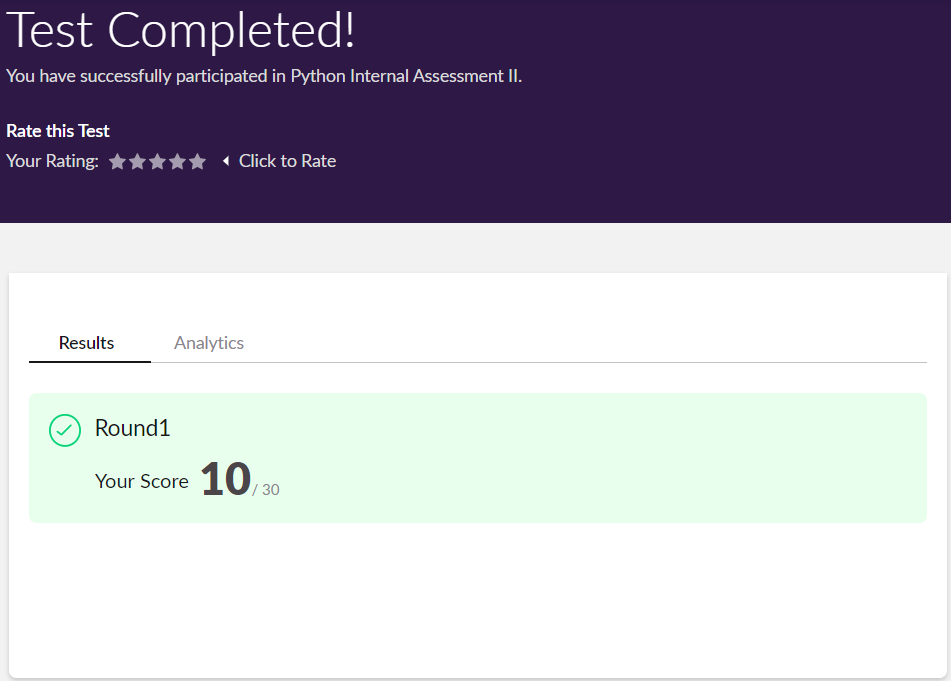 Test Completed!
You have successfully participated in Python Internal Assessment II.
Rate this Test
Your Rating: Click to Rate
Results Analytics
Round1
Your Score 10 / 30